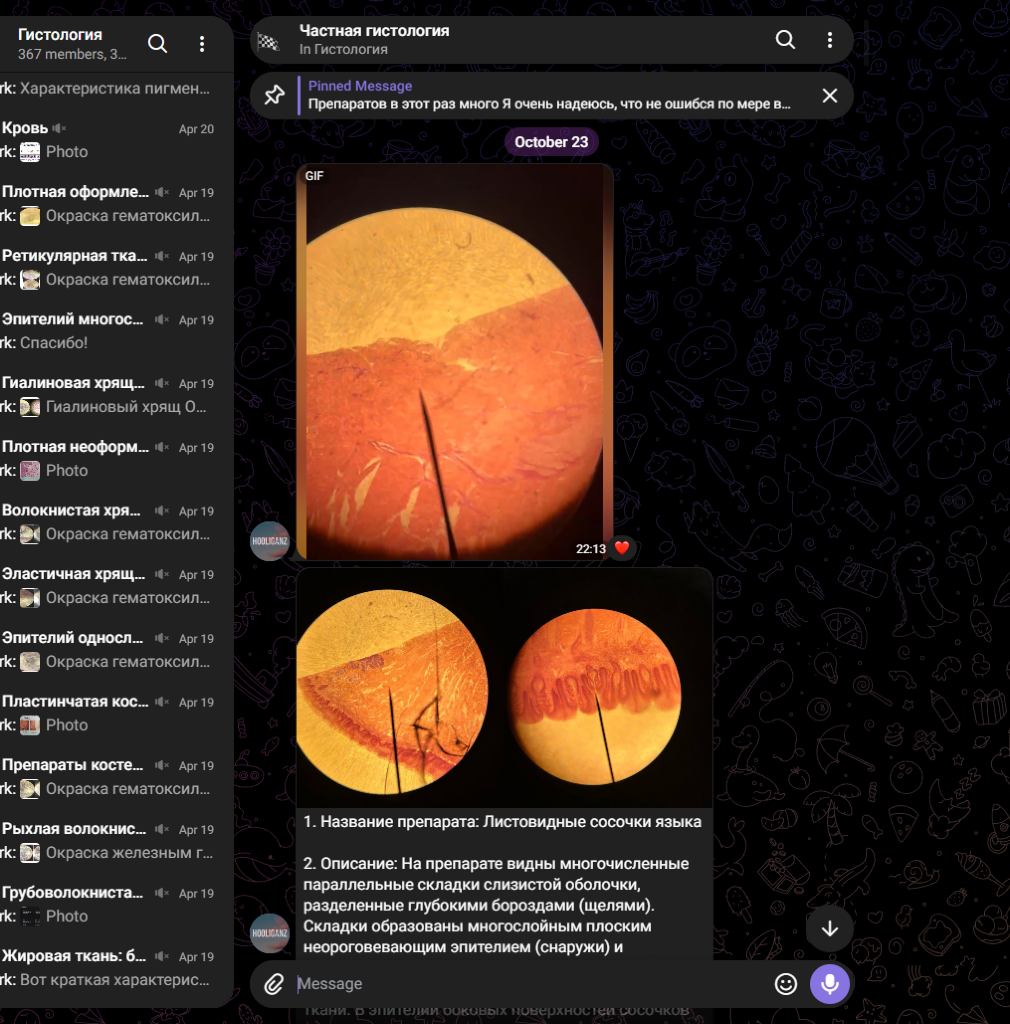 Гистология
367 members, 3...
rk: Характеристика пигмен...
Кровь
Apr 20
rk: Photo
Плотная оформле...
Apr 19
rk: Окраска гематоксил...
Ретикулярная тка...
Apr 19
rk: Окраска гематоксил...
Эпителий многос...
Apr 19
rk: Спасибо!
Гиалиновая хрящ...
Apr 19
rk: Гиалиновый хрящ О...
Плотная неоформ...
Apr 19
rk: Photo
Волокнистая хря...
Apr 19
rk: Окраска гематоксил...
Эластичная хрящ...
Apr 19
rk: Окраска гематоксил...
Эпителий односл...
Apr 19
rk: Окраска гематоксил...
Пластинчатая кос...
Apr 19
rk: Photo
Препараты косте...
Apr 19
rk: Окраска гематоксил...
Рыхлая волокнис...
Apr 19
rk: Окраска железным г...
Грубоволокниста...
Apr 19
rk: Photo
Жировая ткань: б...
Apr 19
rk: Вот краткая характерис...
Частная гистология
In Гистология
Pinned Message
Препаратов в этот раз много Я очень надеюсь, что не ошибся по мере в...
October 23
GIF
22:13
HOOLIGANZ
1. Название препарата: Листовидные сосочки языка
2. Описание: На препарате видны многочисленные
параллельные складки слизистой оболочки,
разделенные глубокими бороздами (щелями).
Складки образованы многослойным плоским
неороговевающим эпителием (снаружи) и
HOOLIGANZ
Message
ткани. В эпителии боковых поверхностей сосочков